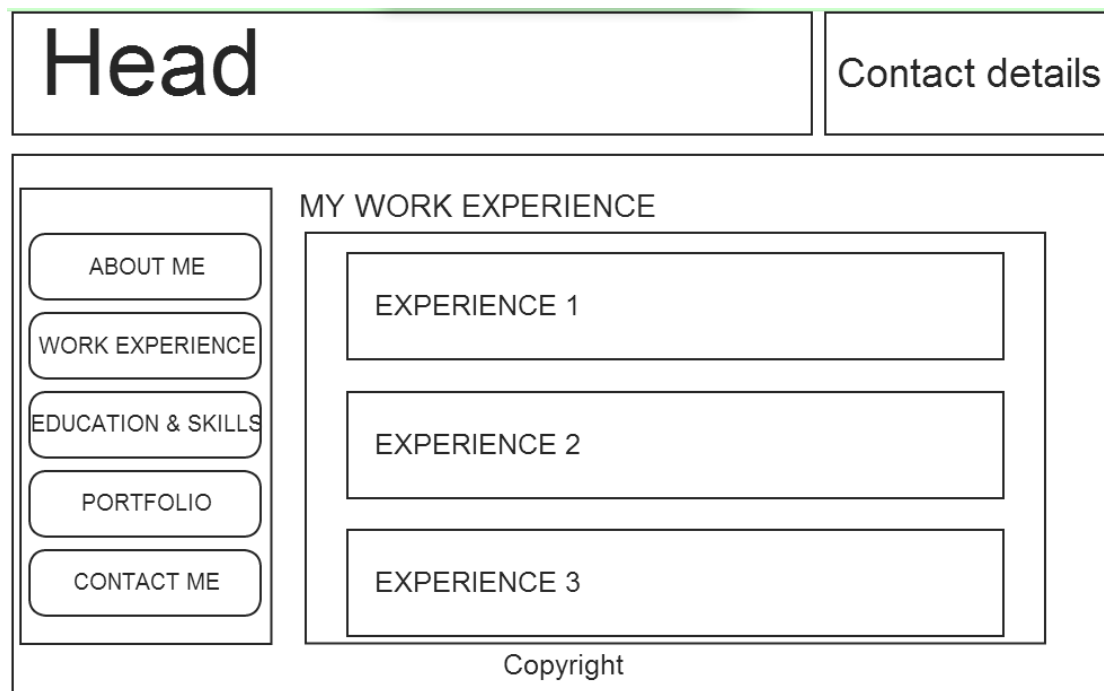 Head
Contact details
MY WORK EXPERIENCE
ABOUT ME
WORK EXPERIENCE
EDUCATION & SKILLS
PORTFOLIO
CONTACT ME
EXPERIENCE 1
EXPERIENCE 2
EXPERIENCE 3
Copyright